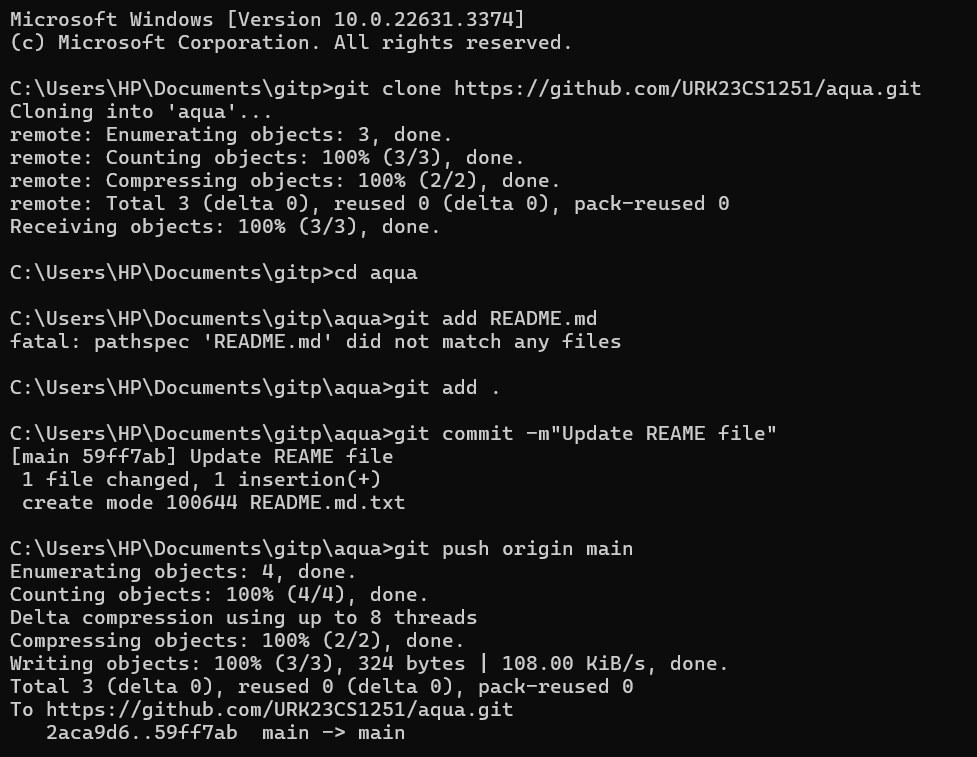 Microsoft Windows [Version 10.0.22631.3374]
(c) Microsoft Corporation. All rights reserved.
C:\Users\HP\Documents\gitp>git clone https://github.com/URK23CS1251/aqua.git
Cloning into 'aqua'...
remote: Enumerating objects: 3, done.
remote: Counting objects: 100% (3/3), done.
remote: Compressing objects: 100% (2/2), done.
remote: Total 3 (delta 0), reused 0 (delta 0), pack-reused 0
Receiving objects: 100% (3/3), done.
C:\Users\HP\Documents\gitp>cd aqua
C:\Users\HP\Documents\gitp\aqua>git add README.md
fatal: pathspec 'README.md' did not match any files
C:\Users\HP\Documents\gitp\aqua>git add .
C:\Users\HP\Documents\gitp\aqua>git commit -m"Update REAME file"
[main 59ff7ab] Update REAME file
 1 file changed, 1 insertion(+)
 create mode 100644 README.md.txt
C:\Users\HP\Documents\gitp\aqua>git push origin main
Enumerating objects: 4, done.
Counting objects: 100% (4/4), done.
Delta compression using up to 8 threads
Compressing objects: 100% (2/2), done.
Writing objects: 100% (3/3), 324 bytes | 108.00 KiB/s, done.
Total 3 (delta 0), reused 0 (delta 0), pack-reused 0
To https://github.com/URK23CS1251/aqua.git
   2aca9d6..59ff7ab  main -> main